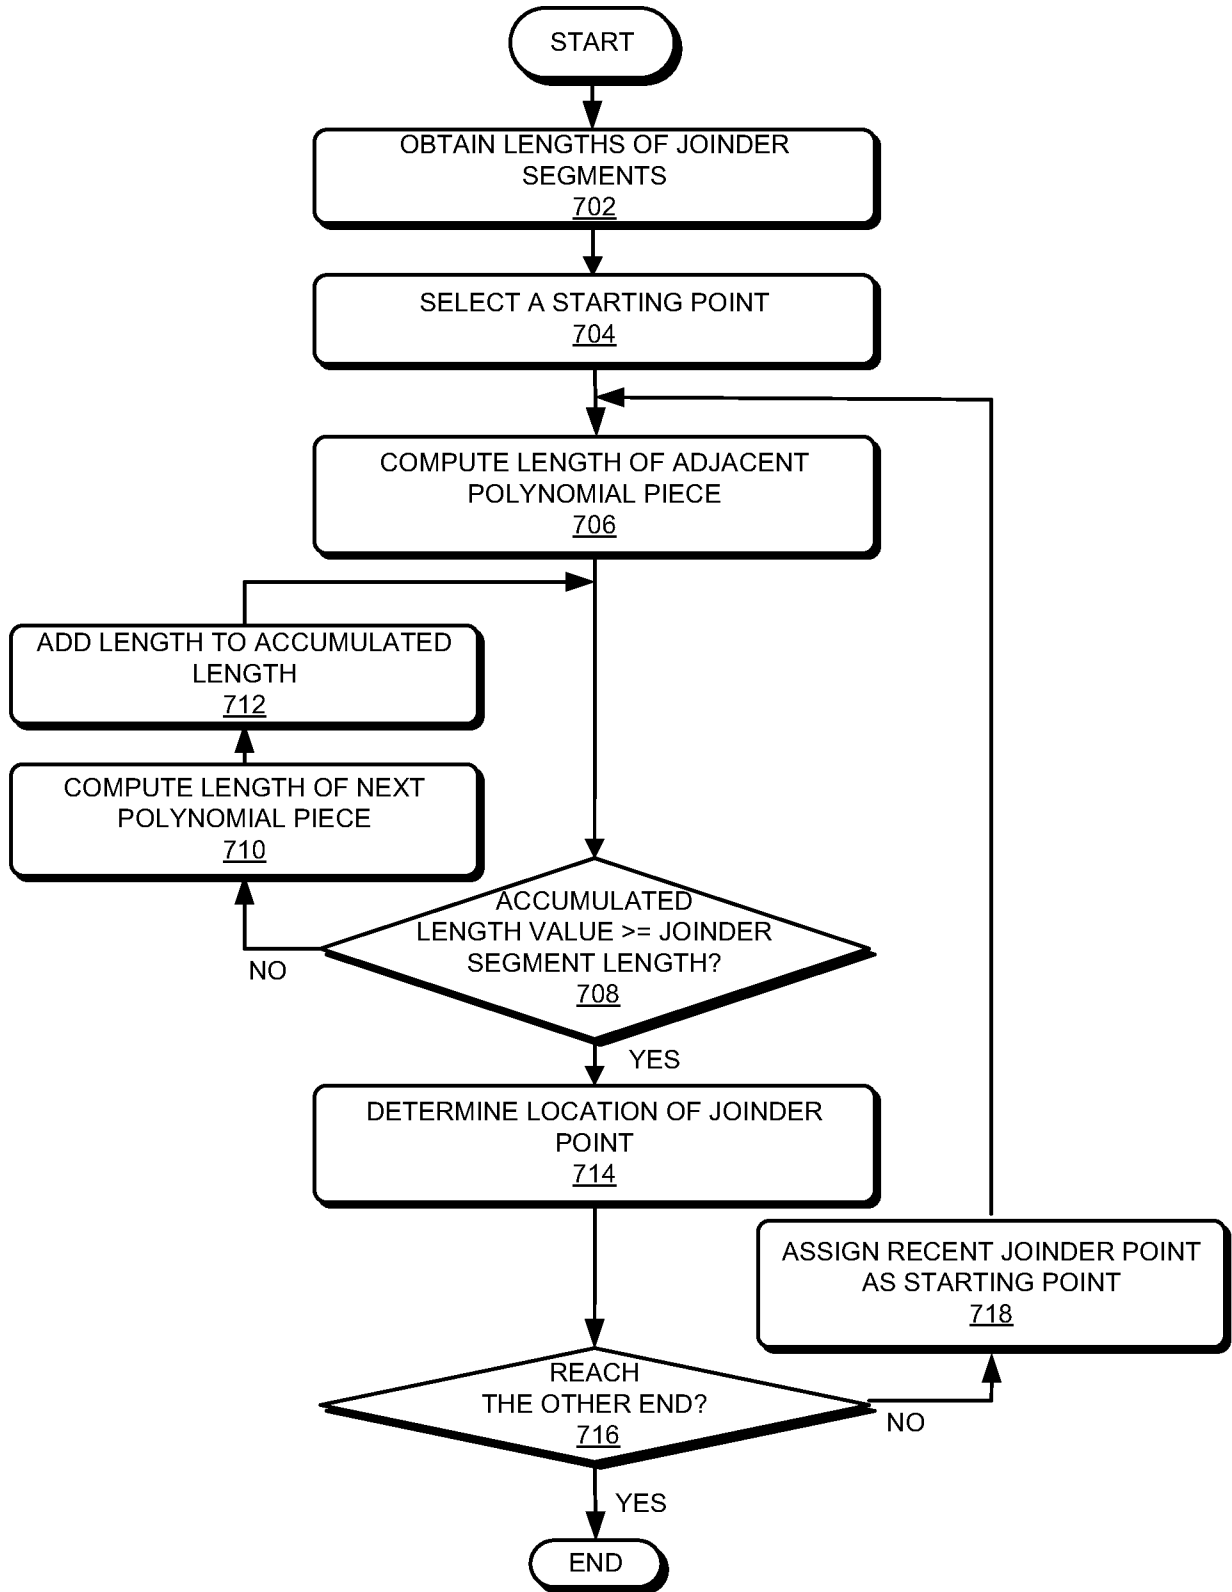 START
OBTAIN LENGTHS OF JOINDER
SEGMENTS
702
SELECT A STARTING POINT
704
COMPUTE LENGTH OF ADJACENT
POLYNOMIAL PIECE
706
ADD LENGTH TO ACCUMULATED
LENGTH
712
COMPUTE LENGTH OF NEXT
POLYNOMIAL PIECE
710
ACCUMULATED
LENGTH VALUE >= JOINDER
SEGMENT LENGTH?
708
NO
YES
DETERMINE LOCATION OF JOINDER
POINT
714
ASSIGN RECENT JOINDER POINT
AS STARTING POINT
718
REACH
THE OTHER END?
716
NO
YES
END